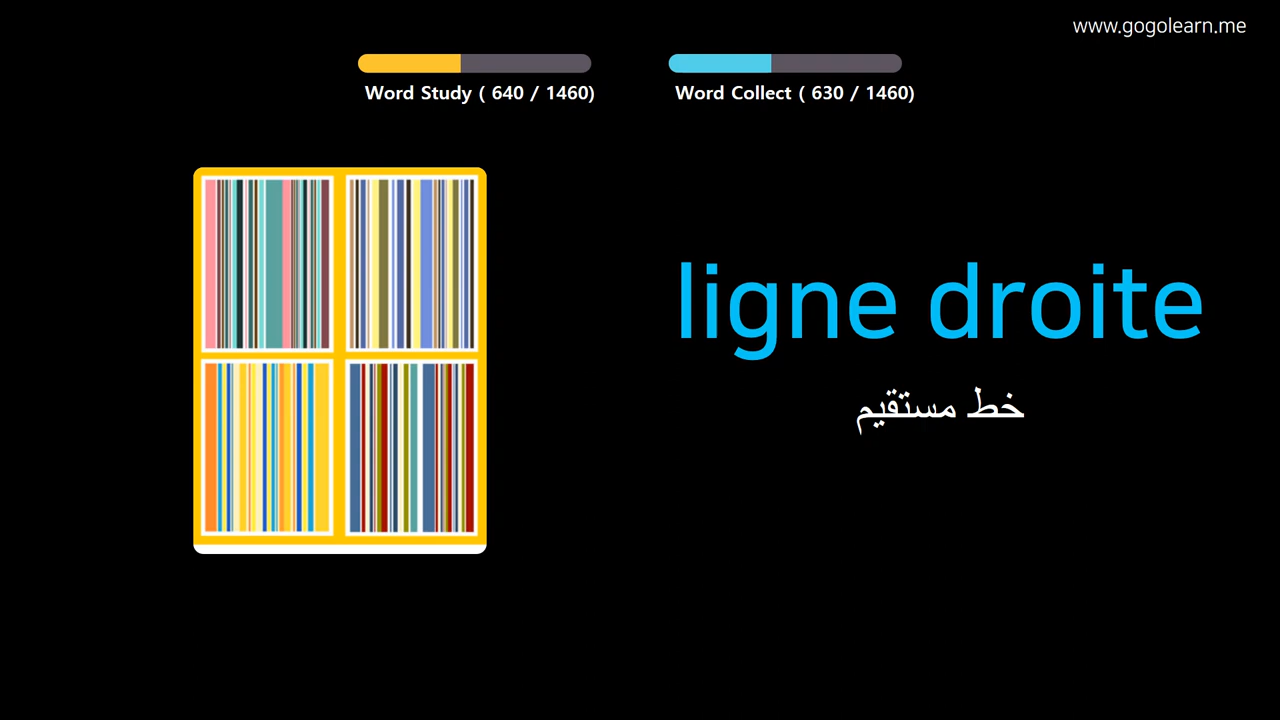 www.gogolearn.me
Word Study ( 640 / 1460)
Word Collect ( 630 / 1460)
ligne droite
خط مستقيم